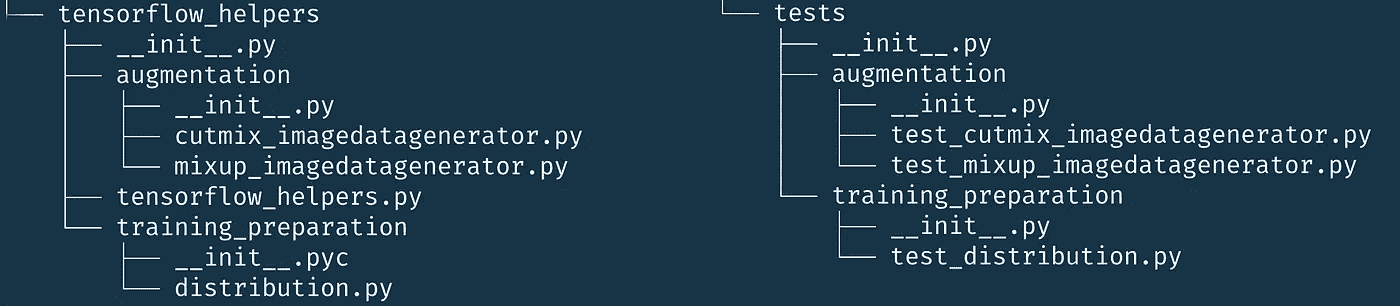 tensorflow_helpers
__init__.py
augmentation
__init__.py
cutmix_imagedatagenerator.py
mixup_imagedatagenerator.py
tensorflow_helpers.py
training_preparation
__init__.pyc
distribution.py
tests
__init__.py
augmentation
__init__.py
test_cutmix_imagedatagenerator.py
test_mixup_imagedatagenerator.py
training_preparation
__init__.py
test_distribution.py